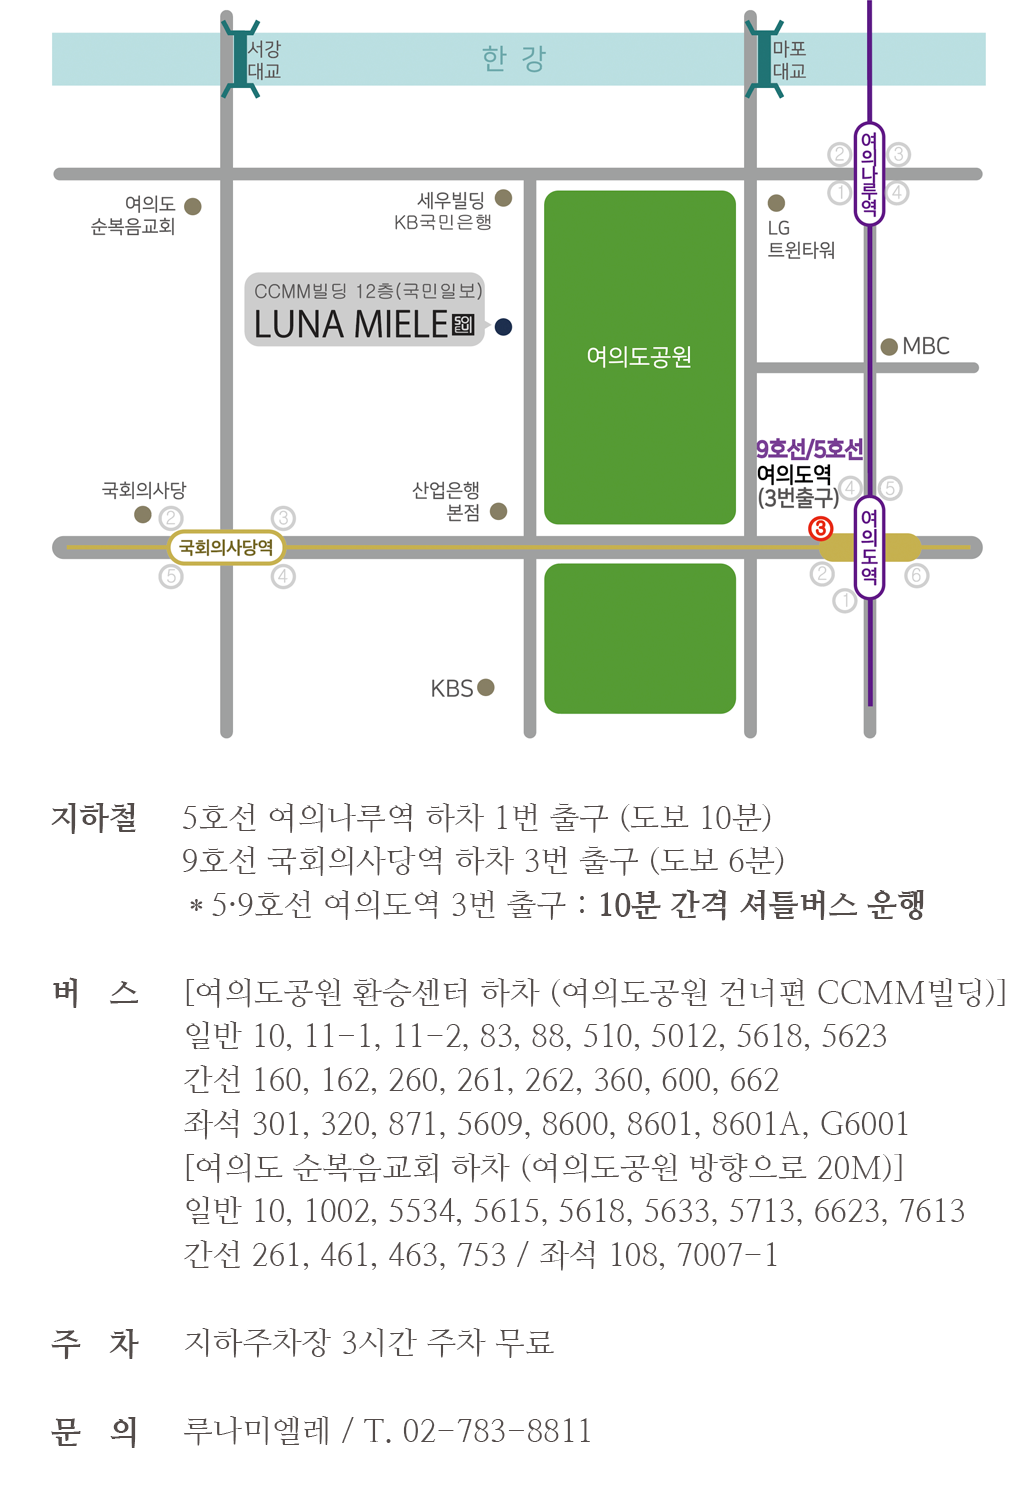 서강
대교
한 강
마포
대교
여의나루역
② ③
① ④
여의도
순복음교회
세우빌딩
KB국민은행
LG
트윈타워
CCMM빌딩 12층(국민일보)
LUNA MIELE
여의도공원
MBC
9호선/5호선
여의도역
(3번출구)
④ ⑤
국회의사당
② ③
산업은행
본점
국회의사당역
③
여의도역
⑤ ④
② ⑥
①
KBS
지하철 5호선 여의나루역 하차 1번 출구 (도보 10분)
9호선 국회의사당역 하차 3번 출구 (도보 6분)
* 5·9호선 여의도역 3번 출구 : 10분 간격 셔틀버스 운행
버 스 [여의도공원 환승센터 하차 (여의도공원 건너편 CCMM빌딩)]
일반 10, 11-1, 11-2, 83, 88, 510, 5012, 5618, 5623
간선 160, 162, 260, 261, 262, 360, 600, 662
좌석 301, 320, 871, 5609, 8600, 8601, 8601A, G6001
[여의도 순복음교회 하차 (여의도공원 방향으로 20M)]
일반 10, 1002, 5534, 5615, 5618, 5633, 5713, 6623, 7613
간선 261, 461, 463, 753 / 좌석 108, 7007-1
주 차 지하주차장 3시간 주차 무료
문 의 루나미엘레 / T. 02-783-8811